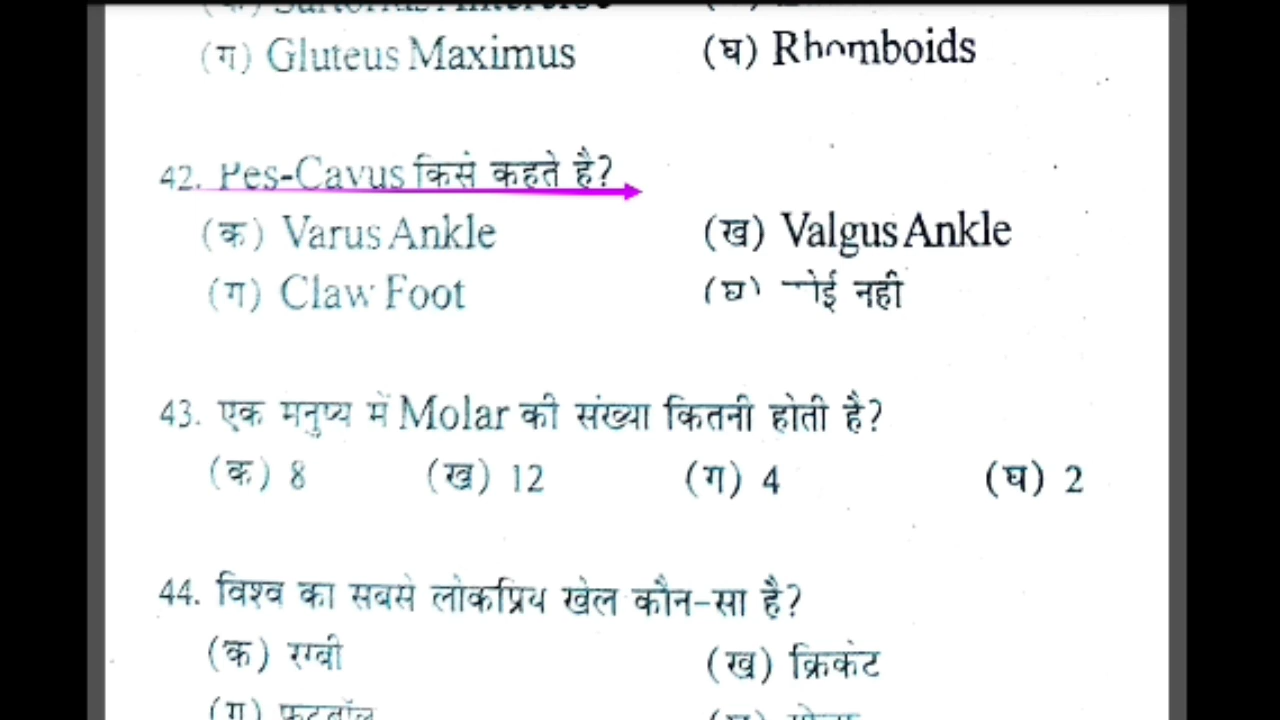 (ग) Gluteus Maximus (घ) Rhomboids
42. Pes-Cavus किसे कहते है?
(क) Varus Ankle (ख) Valgus Ankle
(ग) Claw Foot (घ) कोई नहीं
43. एक मनुष्य में Molar की संख्या कितनी होती है?
(क) 8 (ख) 12 (ग) 4 (घ) 2
44. विश्व का सबसे लोकप्रिय खेल कौन-सा है?
(क) रग्बी (ख) क्रिकेट
(ग) फुटबॉल